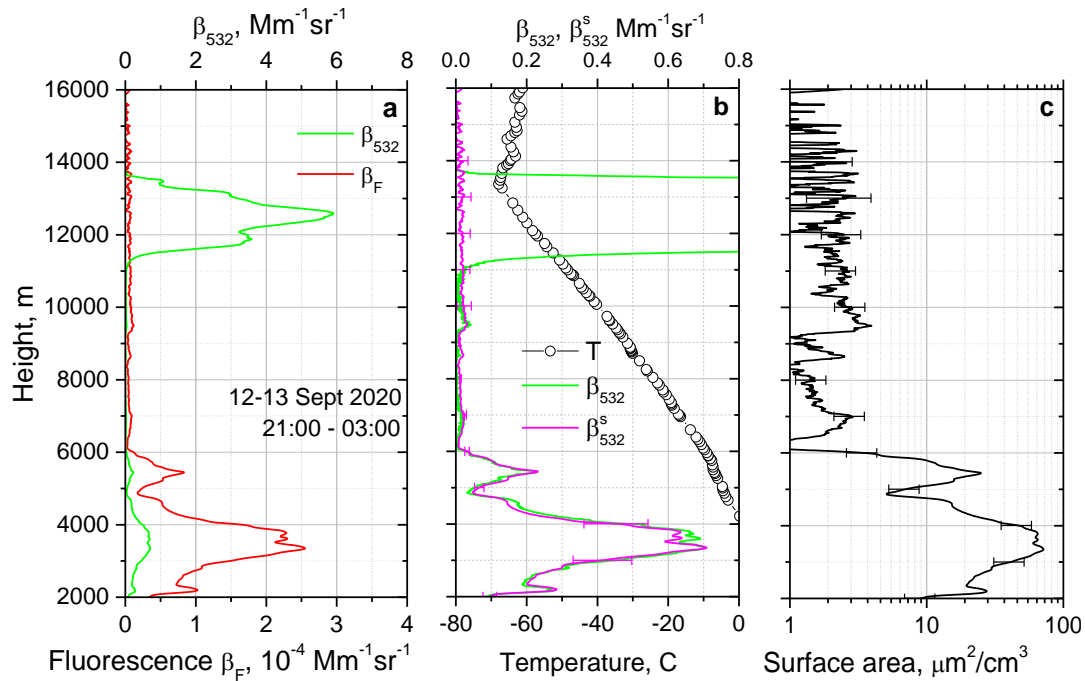 β₅₃₂, Mm⁻¹sr⁻¹
0 2 4 6 8
β₅₃₂, βˢ₅₃₂ Mm⁻¹sr⁻¹
0.0 0.2 0.4 0.6 0.8
16000
14000
12000
10000
8000
6000
4000
2000
Height, m
a
β₅₃₂
β_F
12-13 Sept 2020
21:00 - 03:00
b
T
β₅₃₂
βˢ₅₃₂
c
0 1 2 3 4
-80 -60 -40 -20 0
1 10 100
Fluorescence β_F, 10⁻⁴ Mm⁻¹sr⁻¹
Temperature, C
Surface area, μm²/cm³